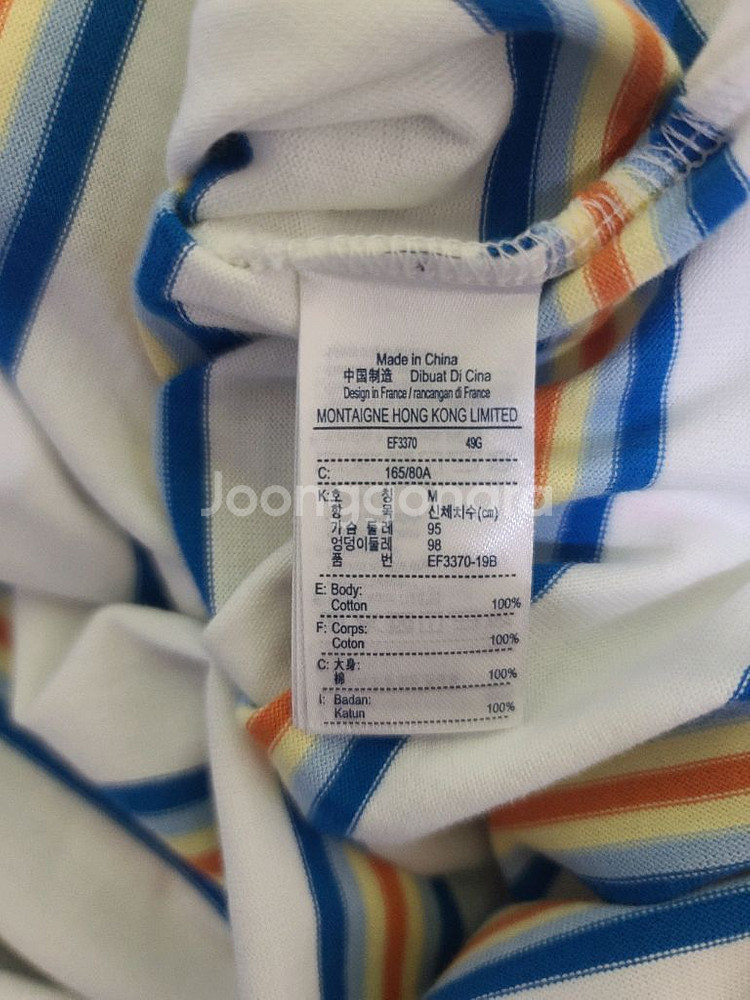 Made in China
中国制造 Dibuat Di Cina
Design in France / rancangan di France
MONTAIGNE HONG KONG LIMITED
EF3370 49G
C: 165/80A
K: 호 칭 M
항 목 신체치수(cm)
가슴 둘레 95
엉덩이둘레 98
품 번 EF3370-19B
E: Body:
Cotton 100%
F: Corps:
Coton 100%
C: 大身:
棉 100%
I: Badan:
Katun 100%
Joonggonara